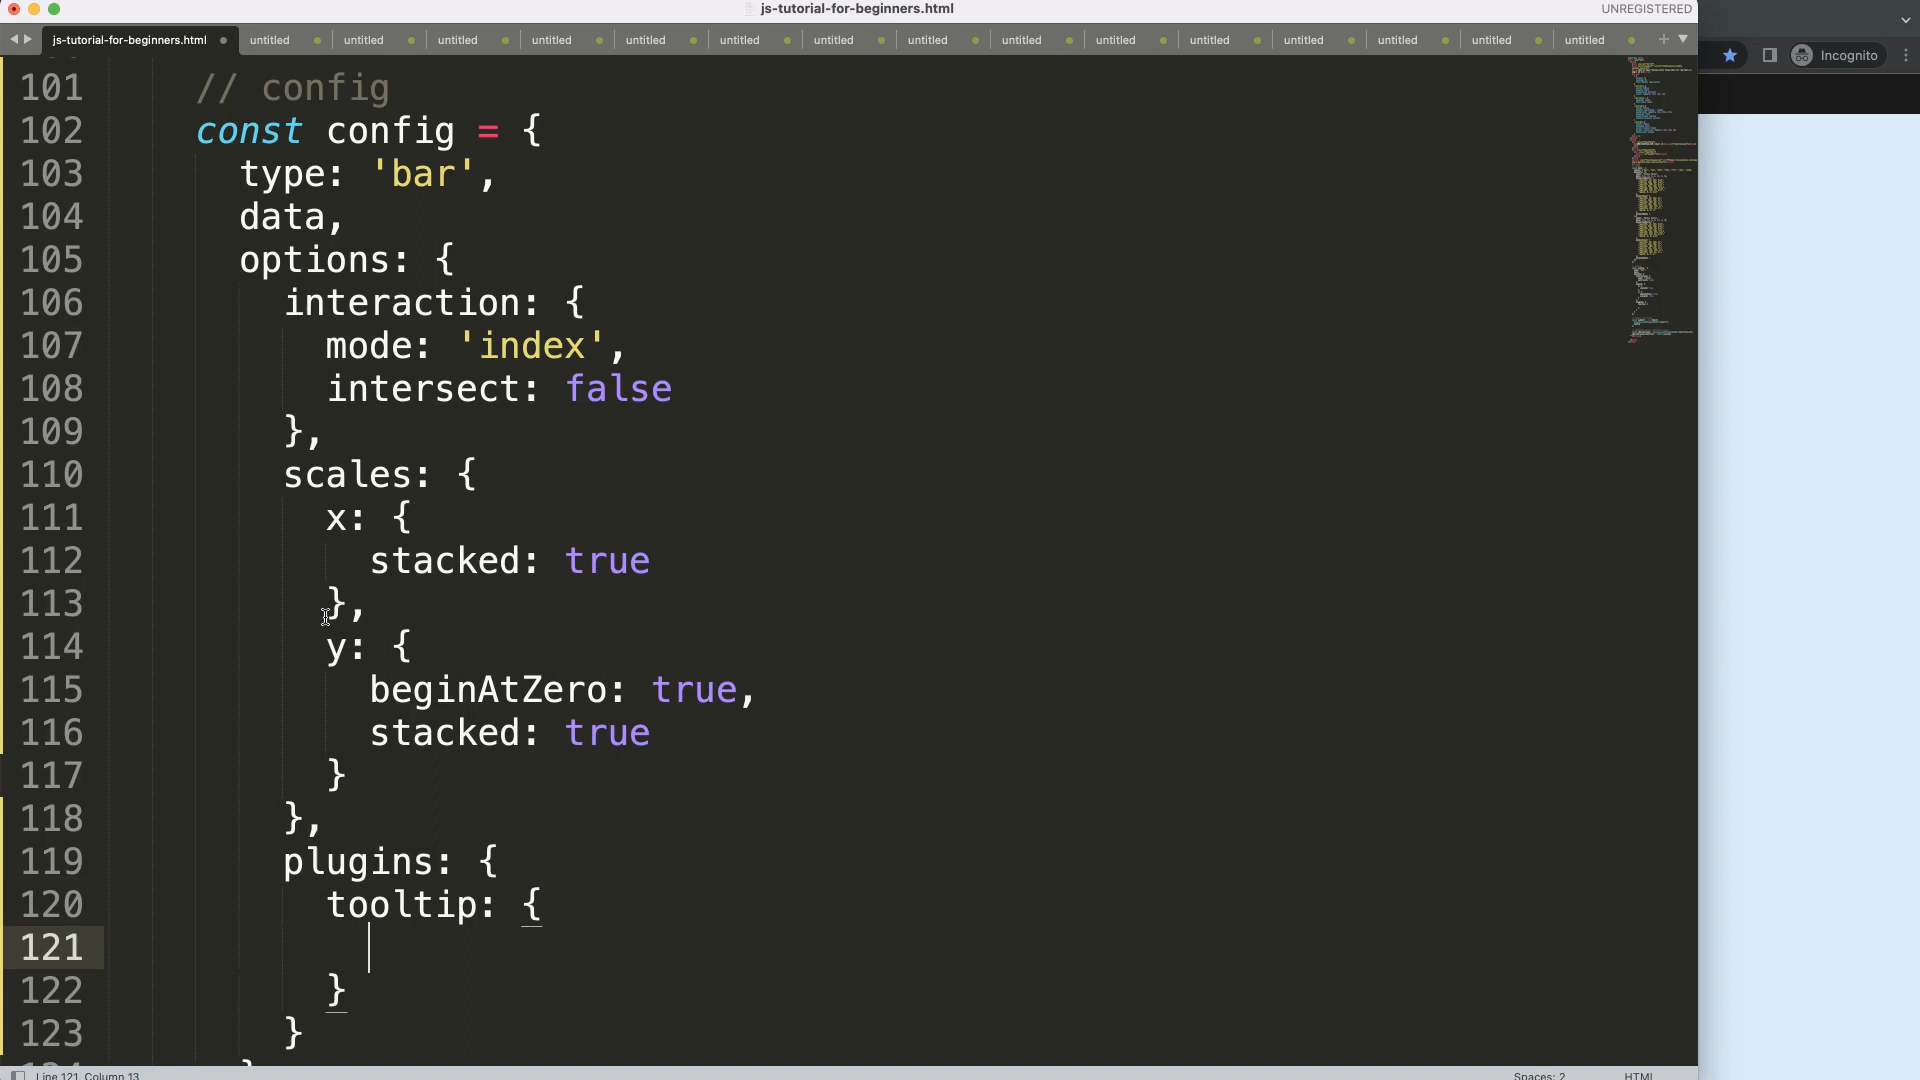 js-tutorial-for-beginners.html
UNREGISTERED
js-tutorial-for-beginners.html untitled untitled untitled untitled untitled untitled untitled untitled untitled untitled untitled untitled untitled untitled untitled
Incognito
101 // config
102 const config = {
103 type: 'bar',
104 data,
105 options: {
106 interaction: {
107 mode: 'index',
108 intersect: false
109 },
110 scales: {
111 x: {
112 stacked: true
113 },
114 y: {
115 beginAtZero: true,
116 stacked: true
117 }
118 },
119 plugins: {
120 tooltip: {
121
122 }
123 }
Line 121, Column 13
Spaces: 2
HTML